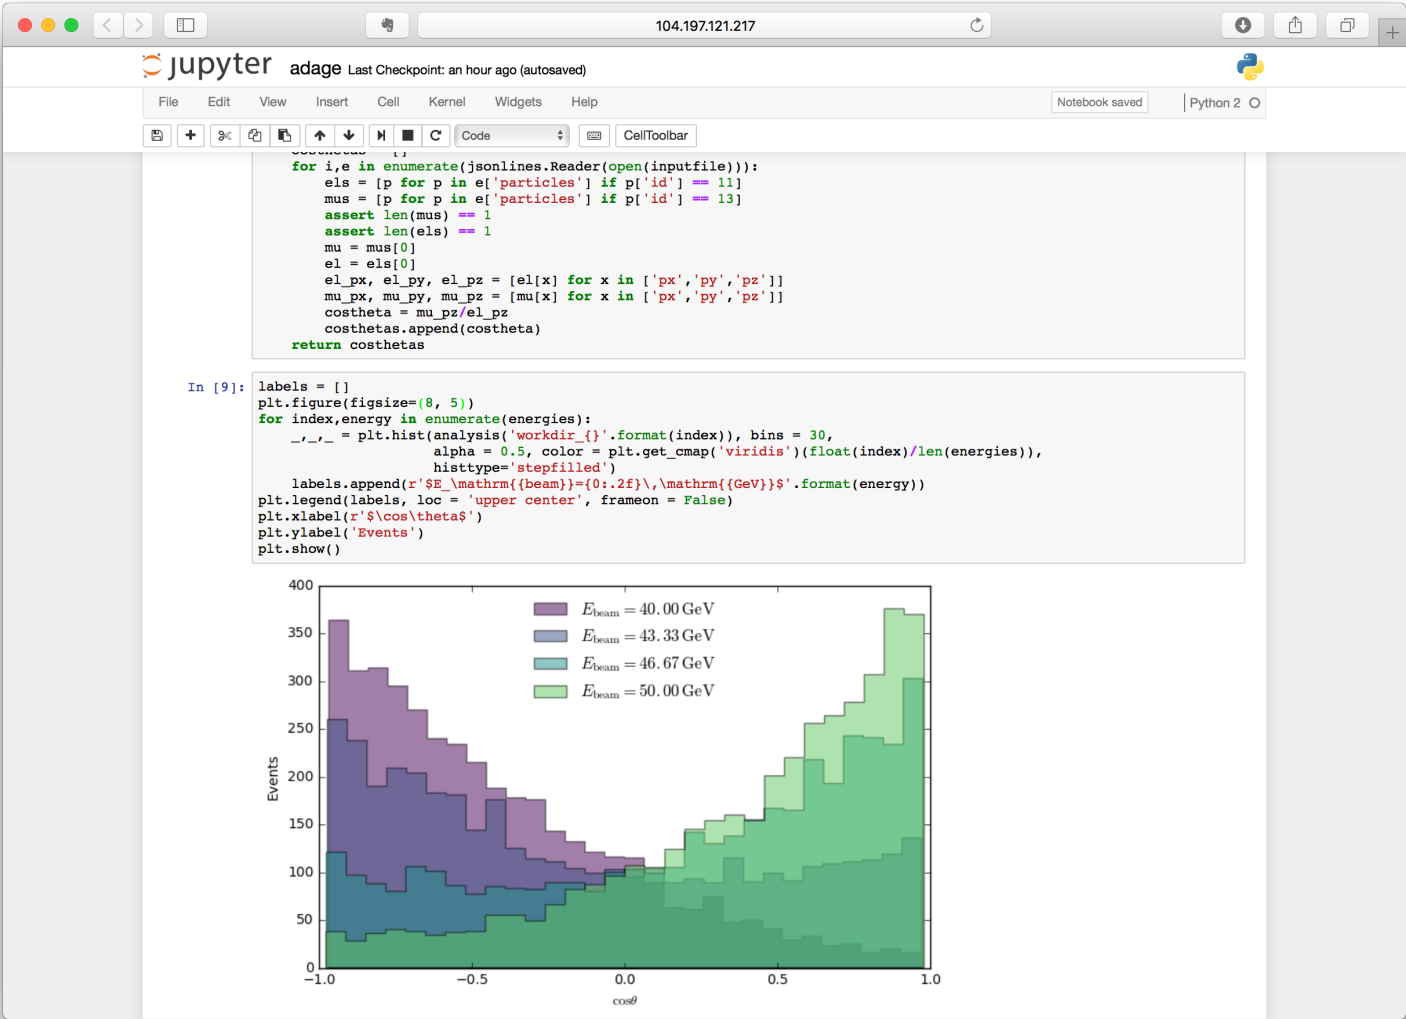 104.197.121.217
jupyter adage Last Checkpoint: an hour ago (autosaved)
File Edit View Insert Cell Kernel Widgets Help Notebook saved Python 2
Code CellToolbar
for i,e in enumerate(jsonlines.Reader(open(inputfile))):
    els = [p for p in e['particles'] if p['id'] == 11]
    mus = [p for p in e['particles'] if p['id'] == 13]
    assert len(mus) == 1
    assert len(els) == 1
    mu = mus[0]
    el = els[0]
    el_px, el_py, el_pz = [el[x] for x in ['px','py','pz']]
    mu_px, mu_py, mu_pz = [mu[x] for x in ['px','py','pz']]
    costheta = mu_pz/el_pz
    costhetas.append(costheta)
return costhetas
In [9]:
labels = []
plt.figure(figsize=(8, 5))
for index,energy in enumerate(energies):
    _,_,_ = plt.hist(analysis('workdir_{}'.format(index)), bins = 30,
                     alpha = 0.5, color = plt.get_cmap('viridis')(float(index)/len(energies)),
                     histtype='stepfilled')
    labels.append(r'$E_\mathrm{{beam}}={0:.2f}\,\mathrm{{GeV}}$'.format(energy))
plt.legend(labels, loc = 'upper center', frameon = False)
plt.xlabel(r'$\cos\theta$')
plt.ylabel('Events')
plt.show()
400
350
300
250
200
150
100
50
0
Events
E_beam = 40.00 GeV
E_beam = 43.33 GeV
E_beam = 46.67 GeV
E_beam = 50.00 GeV
−1.0 −0.5 0.0 0.5 1.0
cosθ